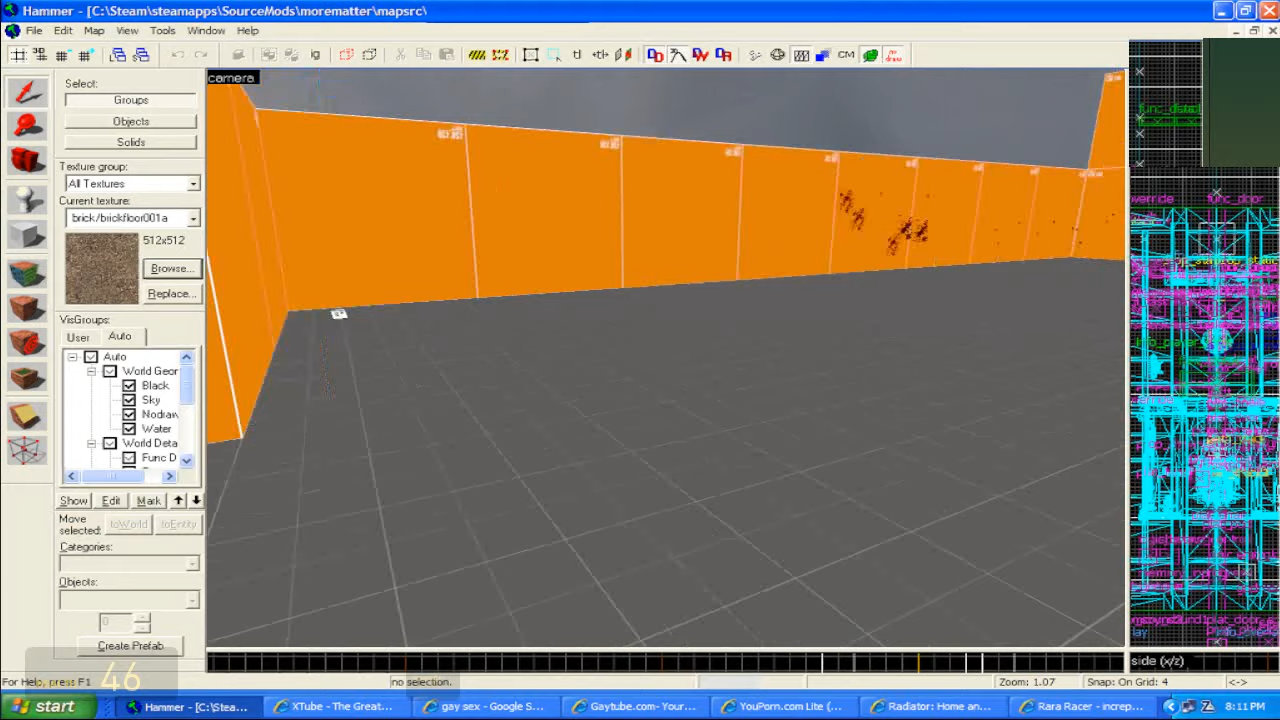 Hammer - [C:\Steam\steamapps\SourceMods\morematter\mapsrc\
File Edit Map View Tools Window Help
Select:
Groups
Objects
Solids
Texture group:
All Textures
Current texture:
brick/brickfloor001a
512x512
Browse...
Replace...
VisGroups:
User Auto
Auto
World Geor
Black
Sky
Nodraw
Water
World Deta
Func D
Show Edit Mark
Move selected:
toWorld toEntity
Categories:
Objects:
0
Create Prefab
camera
func_door
side (x/z)
For Help, press F1
46
no selection.
Zoom: 1.07
Snap: On Grid: 4
<->
start
Hammer - [C:\Stea...
XTube - The Great...
gay sex - Google S...
Gaytube.com- Your...
YouPorn.com Lite (...
Radiator: Home an...
Rara Racer - increp...
8:11 PM